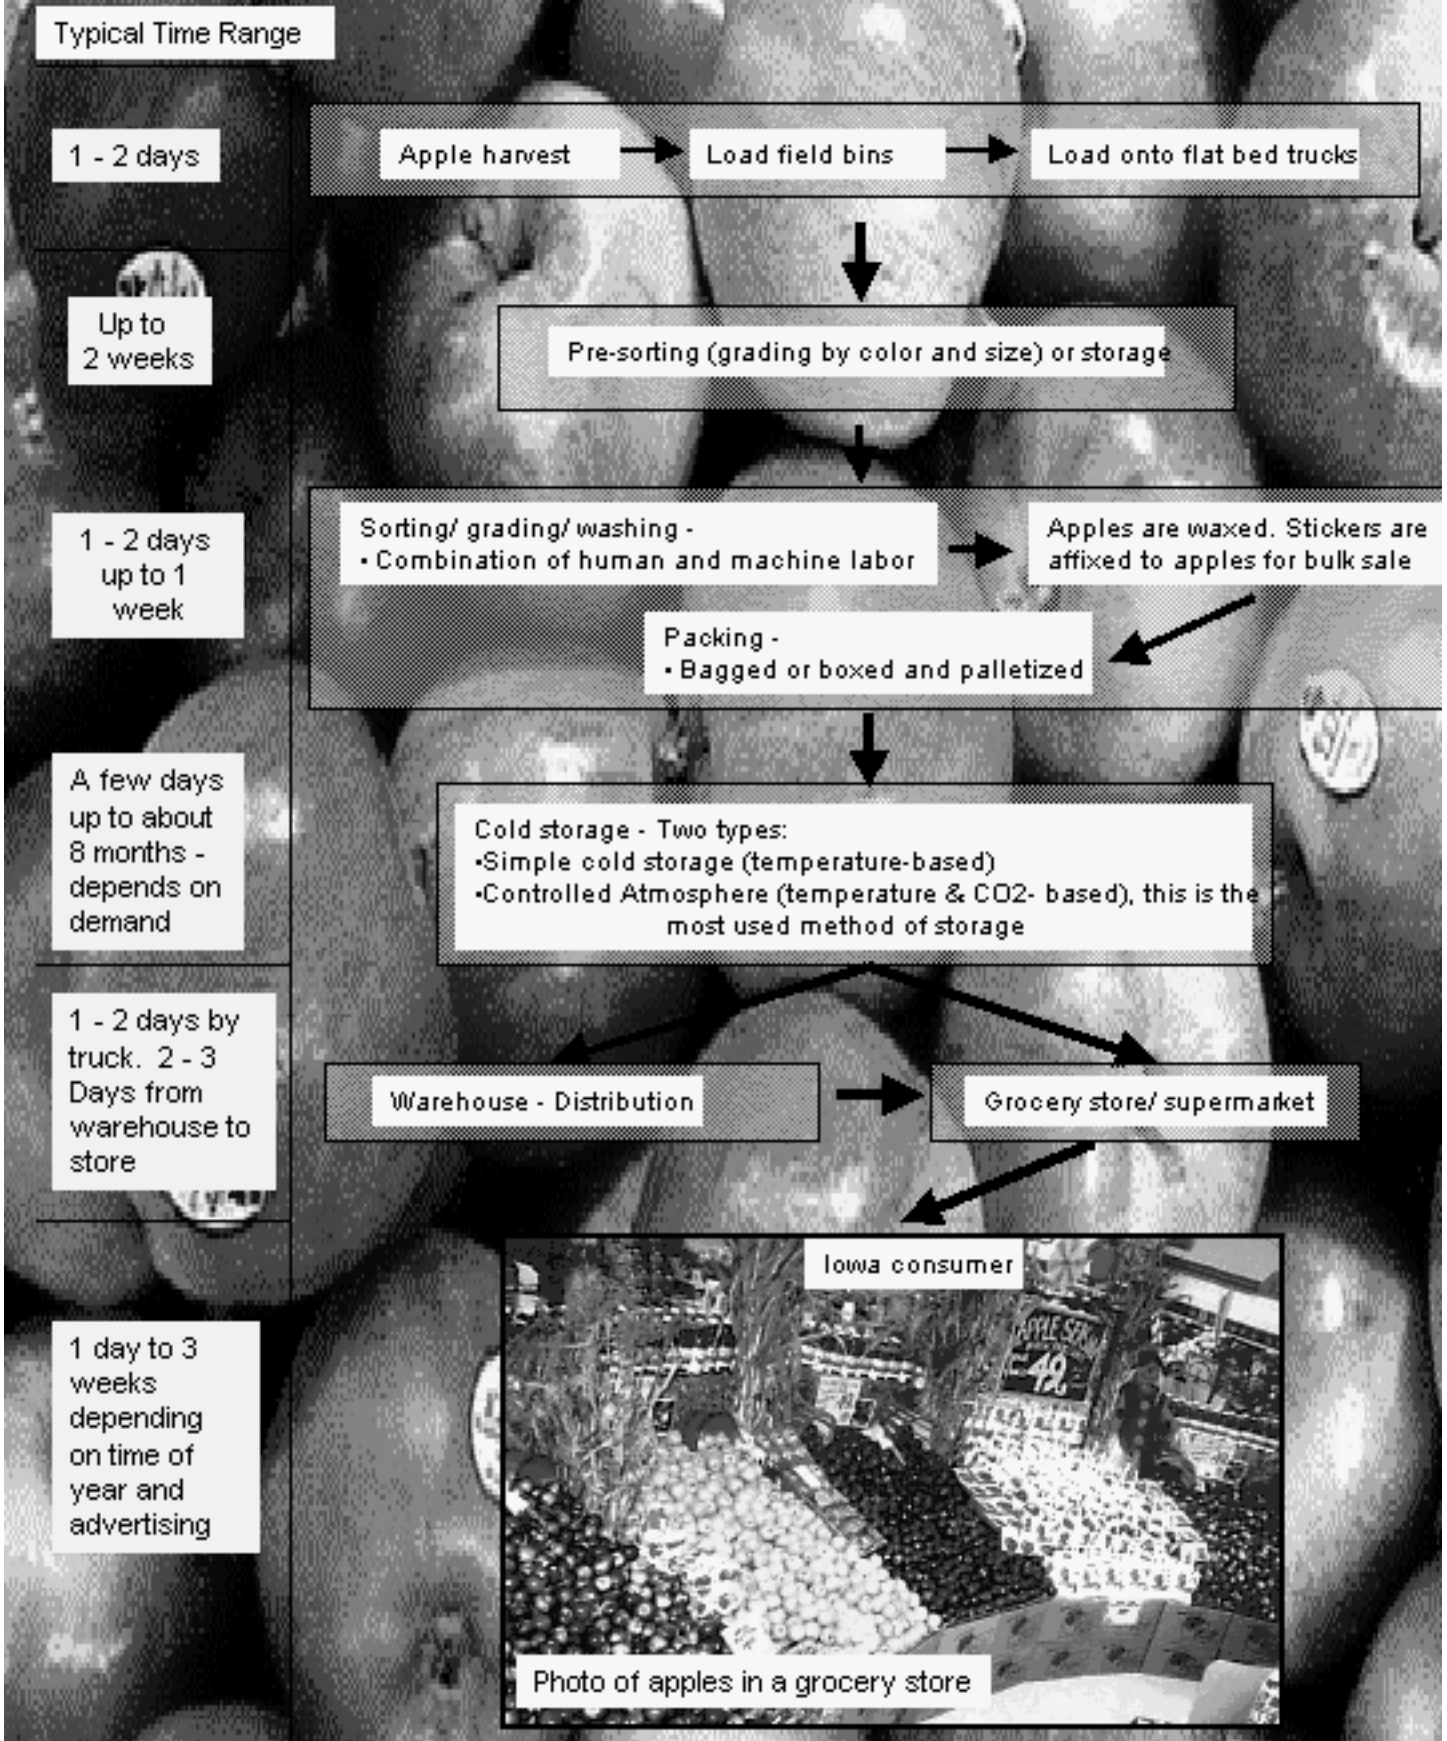 Typical Time Range
1 - 2 days
Apple harvest
Load field bins
Load onto flat bed trucks
Up to
2 weeks
Pre-sorting (grading by color and size) or storage
1 - 2 days
up to 1
week
Sorting/ grading/ washing -
• Combination of human and machine labor
Apples are waxed. Stickers are
affixed to apples for bulk sale
Packing -
• Bagged or boxed and palletized
A few days
up to about
8 months -
depends on
demand
Cold storage - Two types:
•Simple cold storage (temperature-based)
•Controlled Atmosphere (temperature & CO2- based), this is the
most used method of storage
1 - 2 days by
truck. 2 - 3
Days from
warehouse to
store
Warehouse - Distribution
Grocery store/ supermarket
1 day to 3
weeks
depending
on time of
year and
advertising
Iowa consumer
APPLE
49
Photo of apples in a grocery store